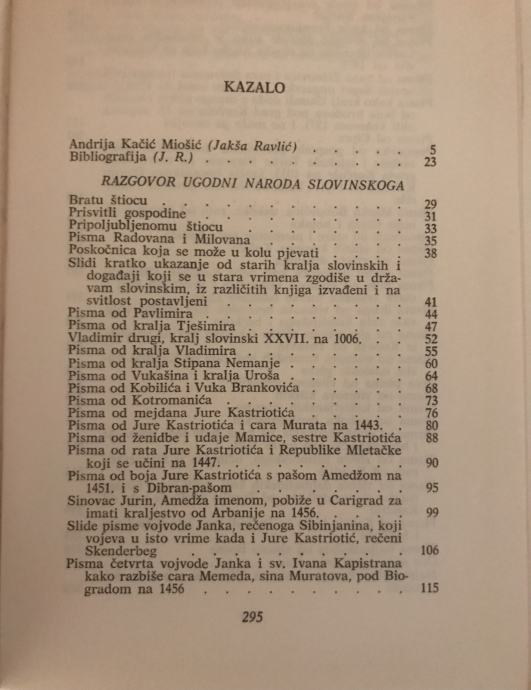 KAZALO
Andrija Kačić Miošić (Jakša Ravlić) . . . . . 5
Bibliografija (J. R.) . . . . . . . . . . 23
RAZGOVOR UGODNI NARODA SLOVINSKOGA
Bratu štiocu . . . . . . . . . . . . 29
Prisvitli gospodine . . . . . . . . . . 31
Pripoljubljenomu štiocu . . . . . . . . 33
Pisma Radovana i Milovana . . . . . . . 35
Poskočnica koja se može u kolu pjevati . . . . 38
Slidi kratko ukazanje od starih kralja slovinskih i
događaji koji se u stara vrimena zgodiše u drža-
vam slovinskim, iz različitih knjiga izvađeni i na
svitlost postavljeni . . . . . . . . . 41
Pisma od Pavlimira . . . . . . . . . . 44
Pisma od kralja Tješimira . . . . . . . . 47
Vladimir drugi, kralj slovinski XXVII. na 1006. . . 52
Pisma od kralja Vladimira . . . . . . . . 55
Pisma od kralja Stipana Nemanje . . . . . . 60
Pisma od Vukašina i kralja Uroša . . . . . . 64
Pisma od Kobilića i Vuka Brankovića . . . . . 68
Pisma od Kotromanića . . . . . . . . . 73
Pisma od mejdana Jure Kastriotića . . . . . 76
Pisma od Jure Kastriotića i cara Murata na 1443. . 80
Pisma od ženidbe i udaje Mamice, sestre Kastriotića 88
Pisma od rata Jure Kastriotića i Republike Mletačke
koji se učini na 1447. . . . . . . . . 90
Pisma od boja Jure Kastriotića s pašom Amedžom na
1451. i s Dibran-pašom . . . . . . . . 95
Sinovac Jurin, Amedža imenom, pobiže u Carigrad za
imati kraljestvo od Arbanije na 1456. . . . . 99
Slide pisme vojvode Janka, rečenoga Sibinjanina, koji
vojeva u isto vrime kada i Jure Kastriotić, rečeni
Skenderbeg . . . . . . . . . . . 106
Pisma četvrta vojvode Janka i sv. Ivana Kapistrana
kako razbiše cara Memeda, sina Muratova, pod Bio-
gradom na 1456 . . . . . . . . . . 115
295